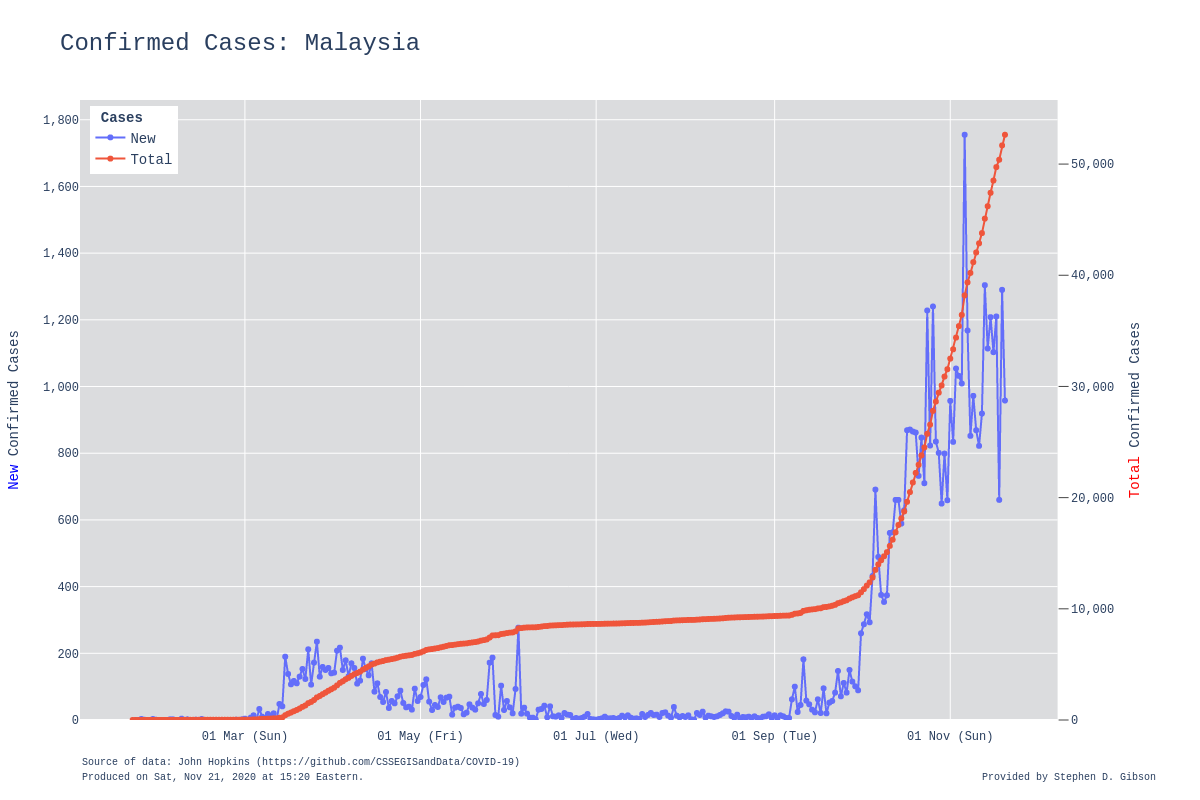 Confirmed Cases: Malaysia
Cases
New
Total
1,800
1,600
1,400
1,200
1,000
800
600
400
200
0
New Confirmed Cases
50,000
40,000
30,000
20,000
10,000
0
Total Confirmed Cases
01 Mar (Sun) 01 May (Fri) 01 Jul (Wed) 01 Sep (Tue) 01 Nov (Sun)
Source of data: John Hopkins (https://github.com/CSSEGISandData/COVID-19)
Produced on Sat, Nov 21, 2020 at 15:20 Eastern.
Provided by Stephen D. Gibson